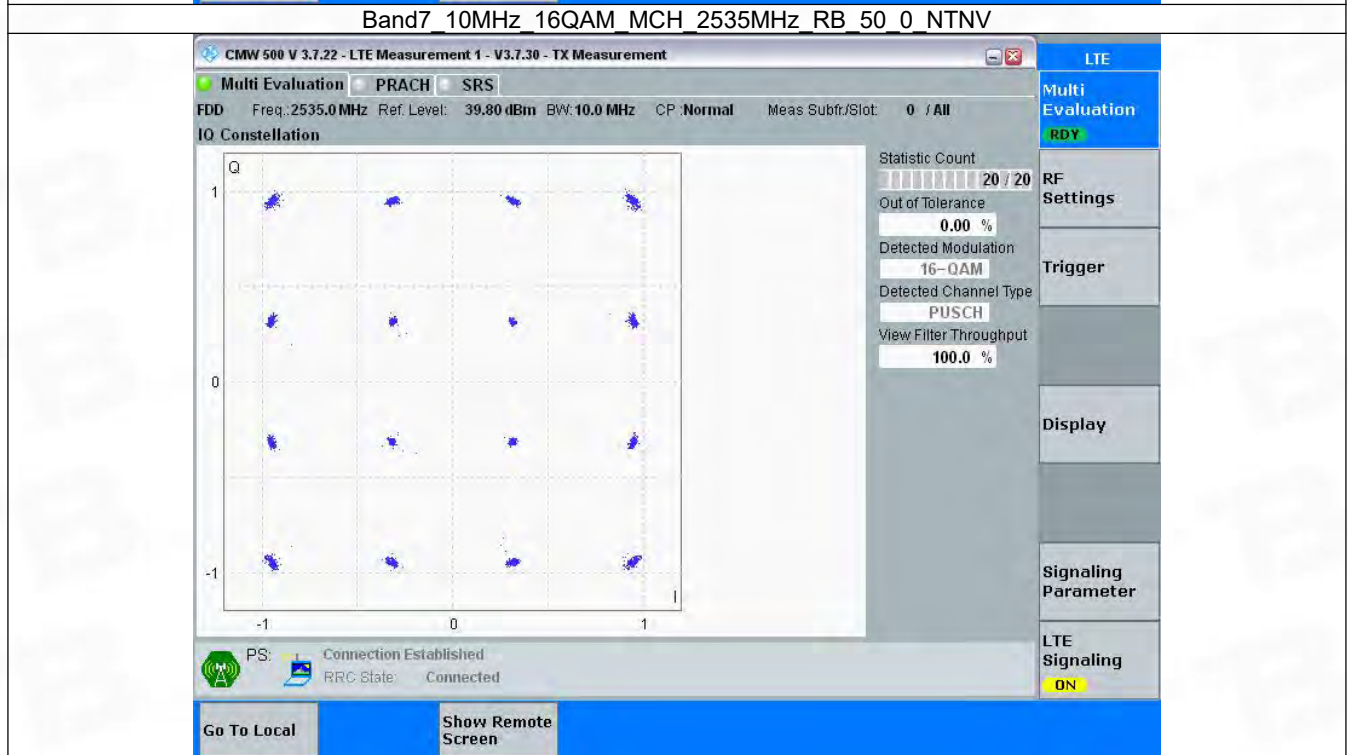 Band7_10MHz_16QAM_MCH_2535MHz_RB_50_0_NTNV
CMW 500 V 3.7.22 - LTE Measurement 1 - V3.7.30 - TX Measurement
LTE
Multi Evaluation PRACH SRS
Multi
Evaluation
RDY
FDD Freq.:2535.0 MHz Ref. Level: 39.80 dBm BW:10.0 MHz CP :Normal Meas Subfr./Slot: 0 / All
IQ Constellation
Q
1
0
-1
I
-1 0 1
Statistic Count
20 / 20
Out of Tolerance
0.00 %
Detected Modulation
16-QAM
Detected Channel Type
PUSCH
View Filter Throughput
100.0 %
RF
Settings
Trigger
Display
Signaling
Parameter
LTE
Signaling
ON
PS: Connection Established
RRC State: Connected
Go To Local
Show Remote
Screen